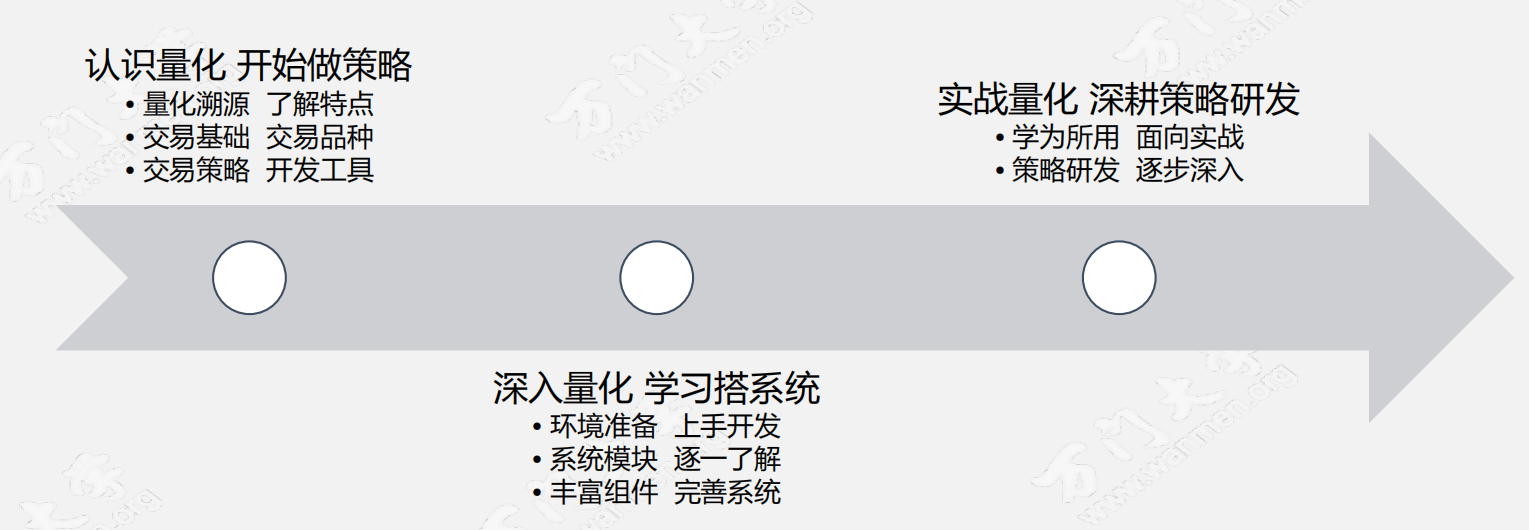 认识量化 开始做策略
• 量化溯源 了解特点
• 交易基础 交易品种
• 交易策略 开发工具
实战量化 深耕策略研发
• 学为所用 面向实战
• 策略研发 逐步深入
深入量化 学习搭系统
• 环境准备 上手开发
• 系统模块 逐一了解
• 丰富组件 完善系统
万门大学
www.wanmen.org